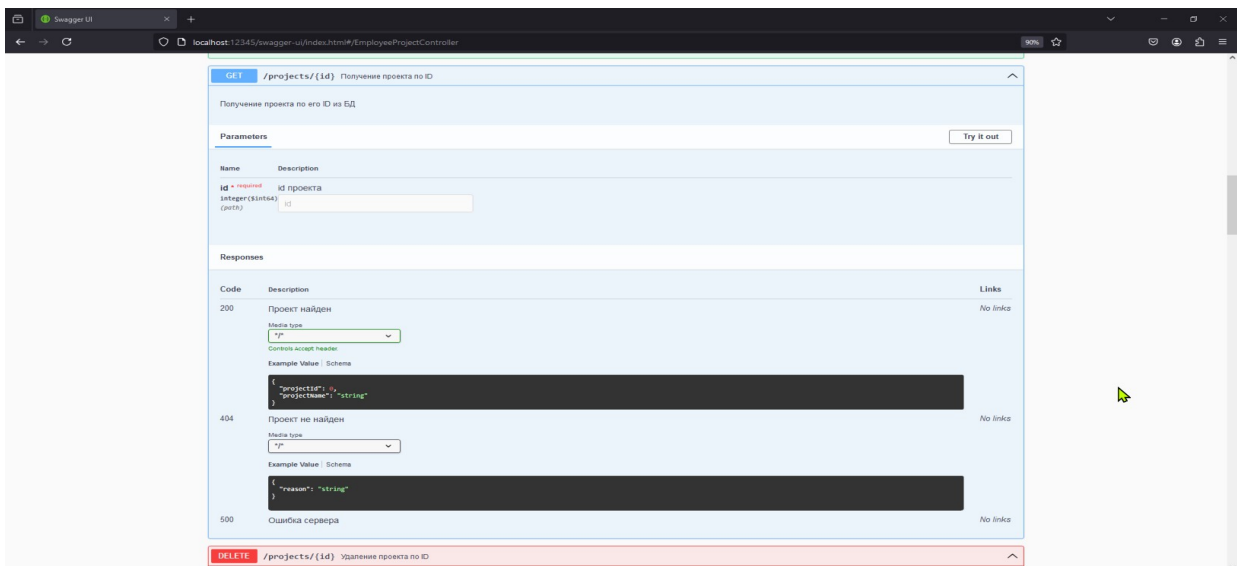 Swagger UI
localhost:12345/swagger-ui/index.html#/EmployeeProjectController 90%
GET /projects/{id} Получение проекта по ID
Получение проекта по его ID из БД
Parameters Try it out
Name Description
id * required id проекта
integer($int64) id
(path)
Responses
Code Description Links
200 Проект найден No links
Media type
*/*
Controls Accept header.
Example Value | Schema
{
"projectId": 0,
"projectName": "string"
}
404 Проект не найден No links
Media type
*/*
Example Value | Schema
{
"reason": "string"
}
500 Ошибка сервера No links
DELETE /projects/{id} Удаление проекта по ID